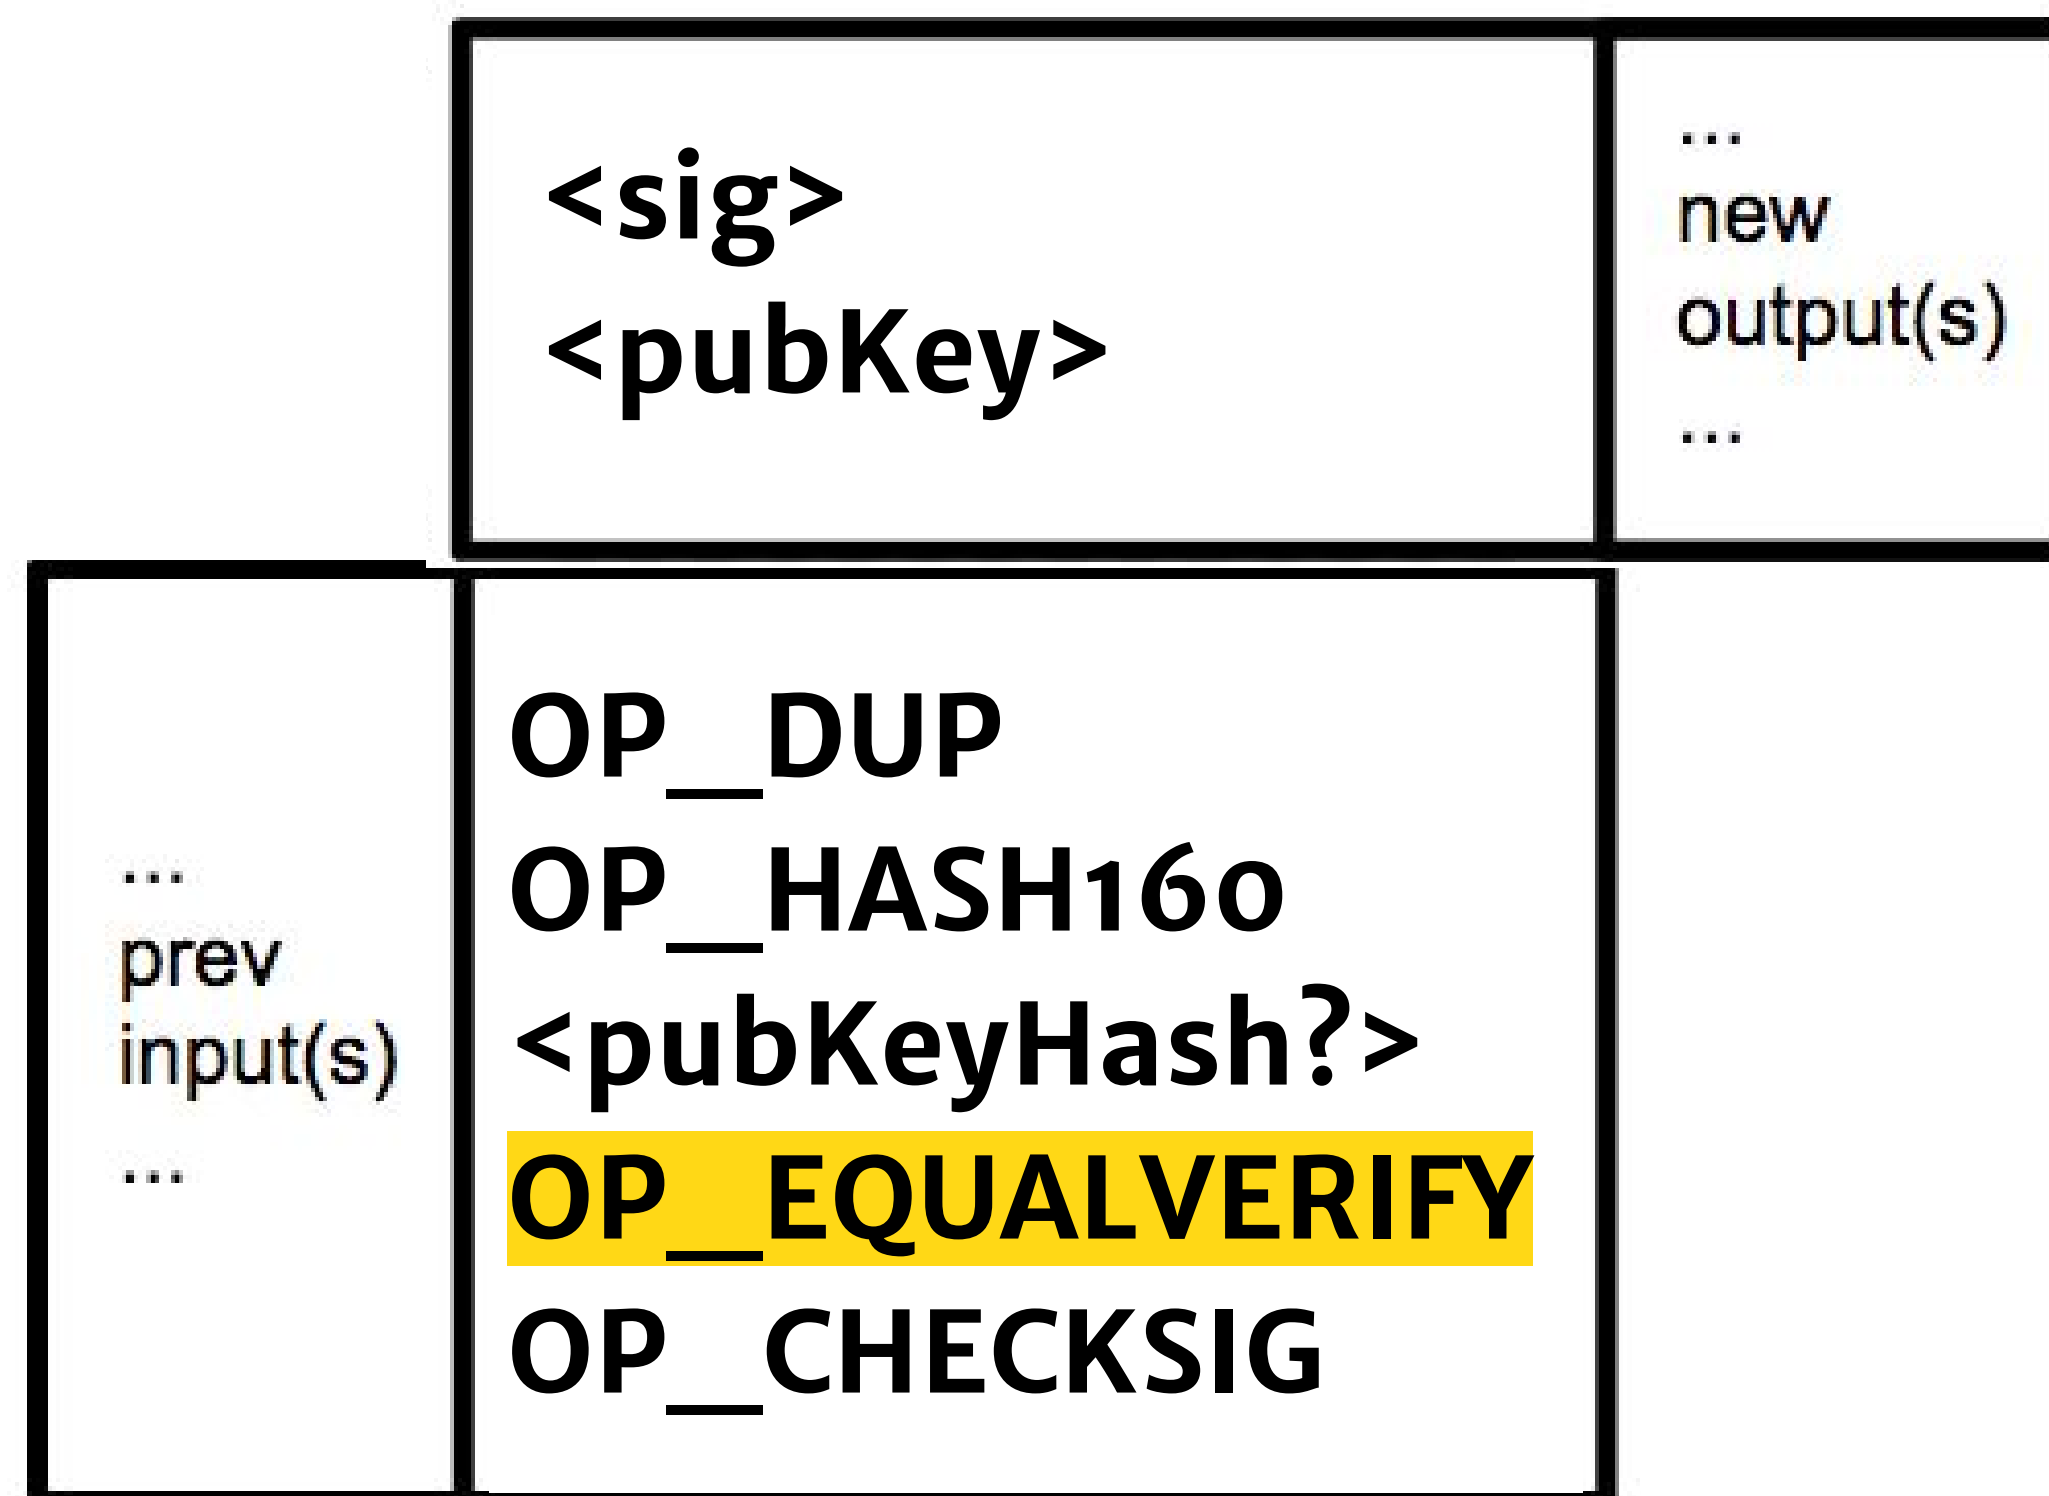 <sig>
<pubKey>
...
new
output(s)
...
...
prev
input(s)
...
OP_DUP
OP_HASH160
<pubKeyHash?>
OP_EQUALVERIFY
OP_CHECKSIG